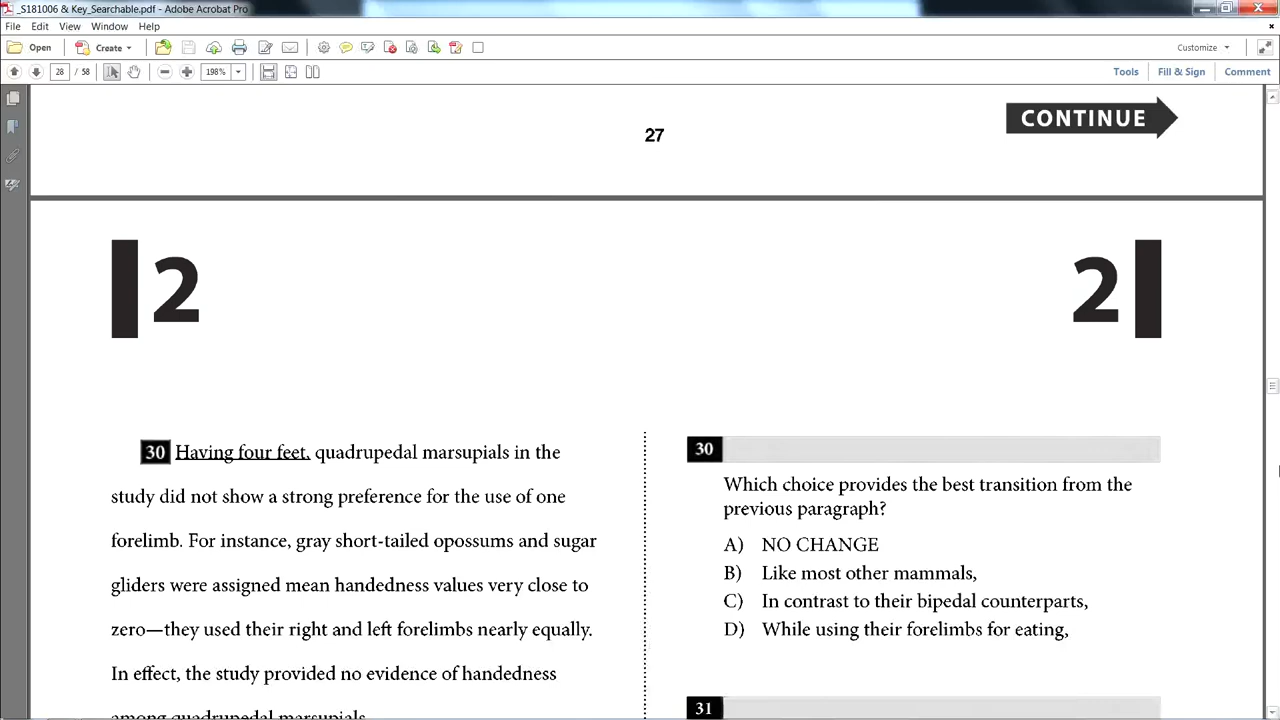 _S181006 & Key_Searchable.pdf - Adobe Acrobat Pro
File Edit View Window Help
Open Create Customize
28 / 58 198% Tools Fill & Sign Comment
CONTINUE
27
2 2
30 Having four feet, quadrupedal marsupials in the
study did not show a strong preference for the use of one
forelimb. For instance, gray short-tailed opossums and sugar
gliders were assigned mean handedness values very close to
zero—they used their right and left forelimbs nearly equally.
In effect, the study provided no evidence of handedness
among quadrupedal marsupials.
30
Which choice provides the best transition from the
previous paragraph?
A) NO CHANGE
B) Like most other mammals,
C) In contrast to their bipedal counterparts,
D) While using their forelimbs for eating,
31